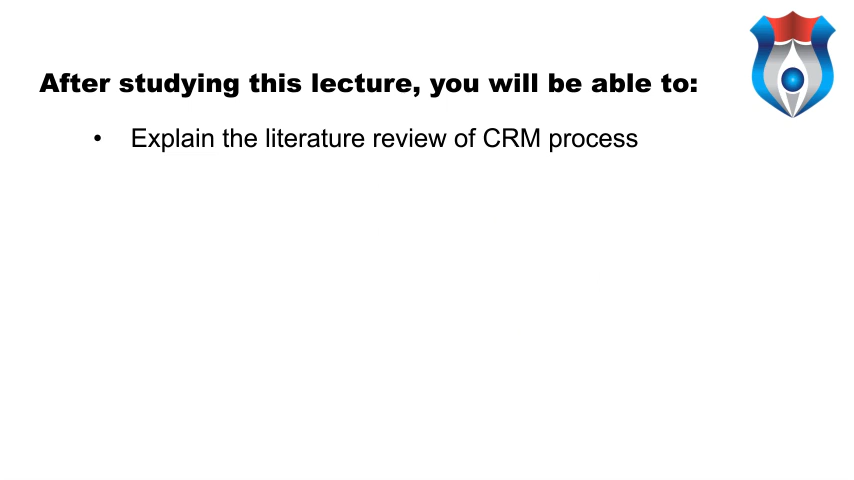 After studying this lecture, you will be able to:
• Explain the literature review of CRM process